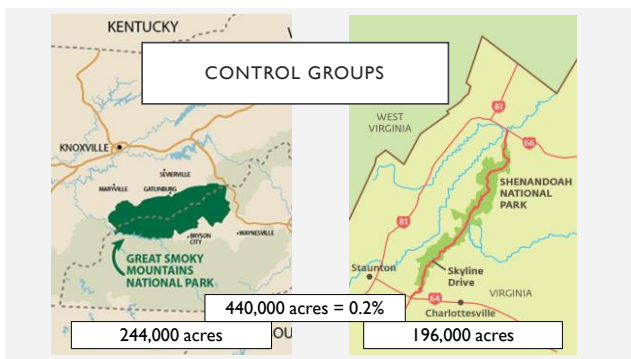 KENTUCKY
CONTROL GROUPS
KNOXVILLE
SEVIERVILLE
MARYVILLE
GATLINBURG
BRYSON
CITY
WAYNESVILLE
GREAT SMOKY
MOUNTAINS
NATIONAL PARK
81
WEST
VIRGINIA
66
SHENANDOAH
NATIONAL
PARK
81
Staunton
Skyline
Drive
VIRGINIA
64
Charlottesville
440,000 acres = 0.2%
244,000 acres
OU
196,000 acres